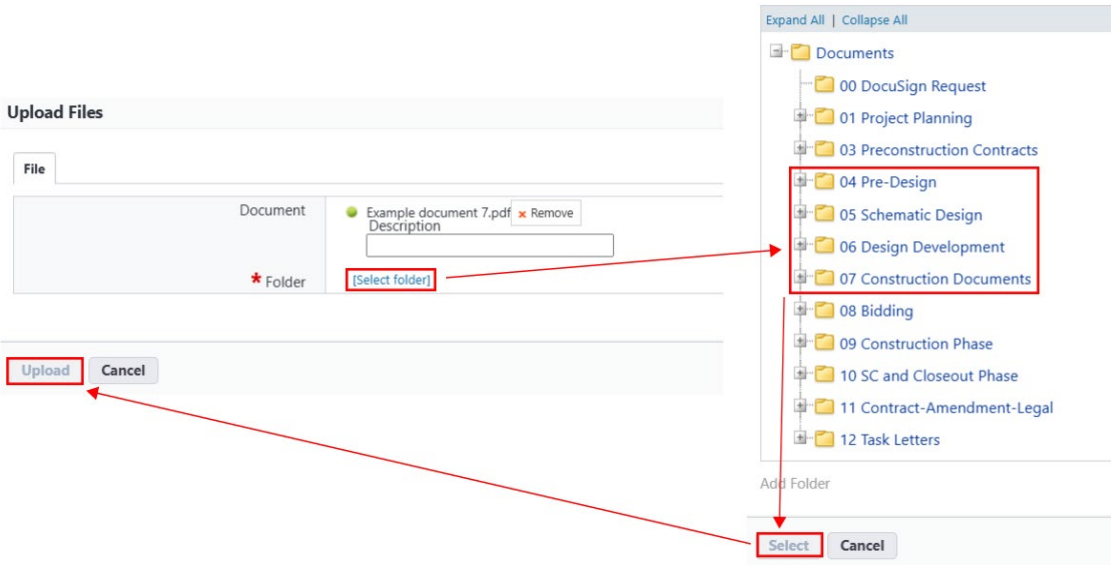 Upload Files
File
Document
Example document 7.pdf x Remove
Description
* Folder
[Select folder]
Upload
Cancel
Expand All | Collapse All
Documents
00 DocuSign Request
01 Project Planning
03 Preconstruction Contracts
04 Pre-Design
05 Schematic Design
06 Design Development
07 Construction Documents
08 Bidding
09 Construction Phase
10 SC and Closeout Phase
11 Contract-Amendment-Legal
12 Task Letters
Add Folder
Select
Cancel